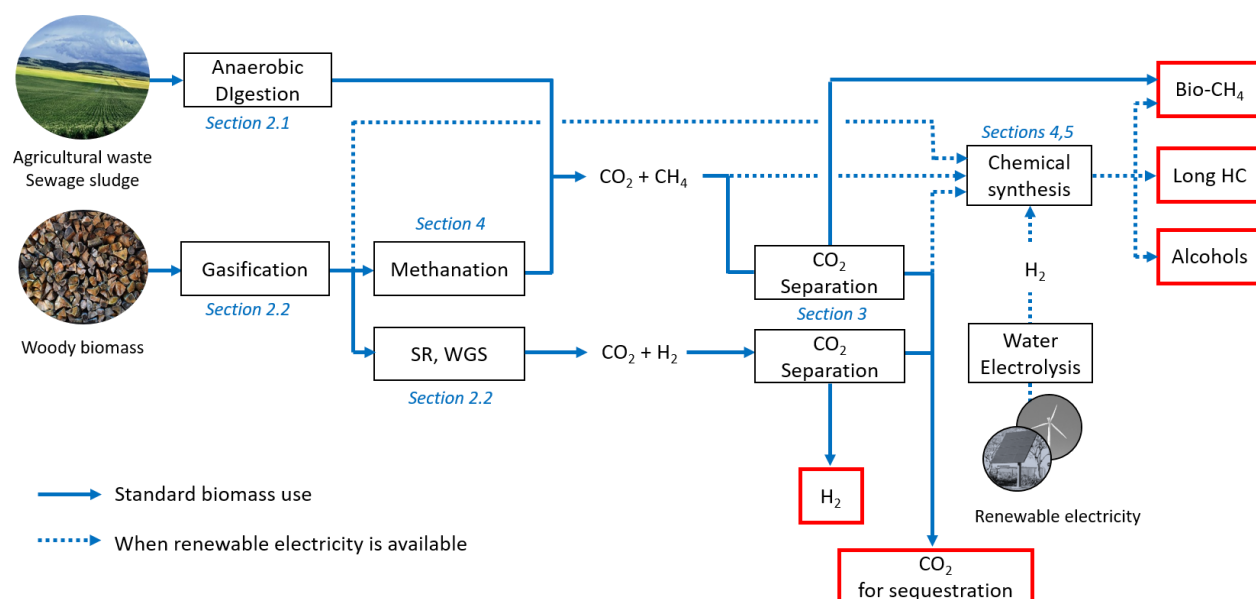 Anaerobic
DIgestion
Section 2.1
Agricultural waste
Sewage sludge
Bio-CH₄
Sections 4,5
Chemical
synthesis
CO₂ + CH₄
Long HC
Section 4
Gasification
Methanation
Section 2.2
CO₂
Separation
Section 3
H₂
Alcohols
Woody biomass
SR, WGS
Section 2.2
CO₂ + H₂
CO₂
Separation
Water
Electrolysis
Standard biomass use
When renewable electricity is available
H₂
Renewable electricity
CO₂
for sequestration